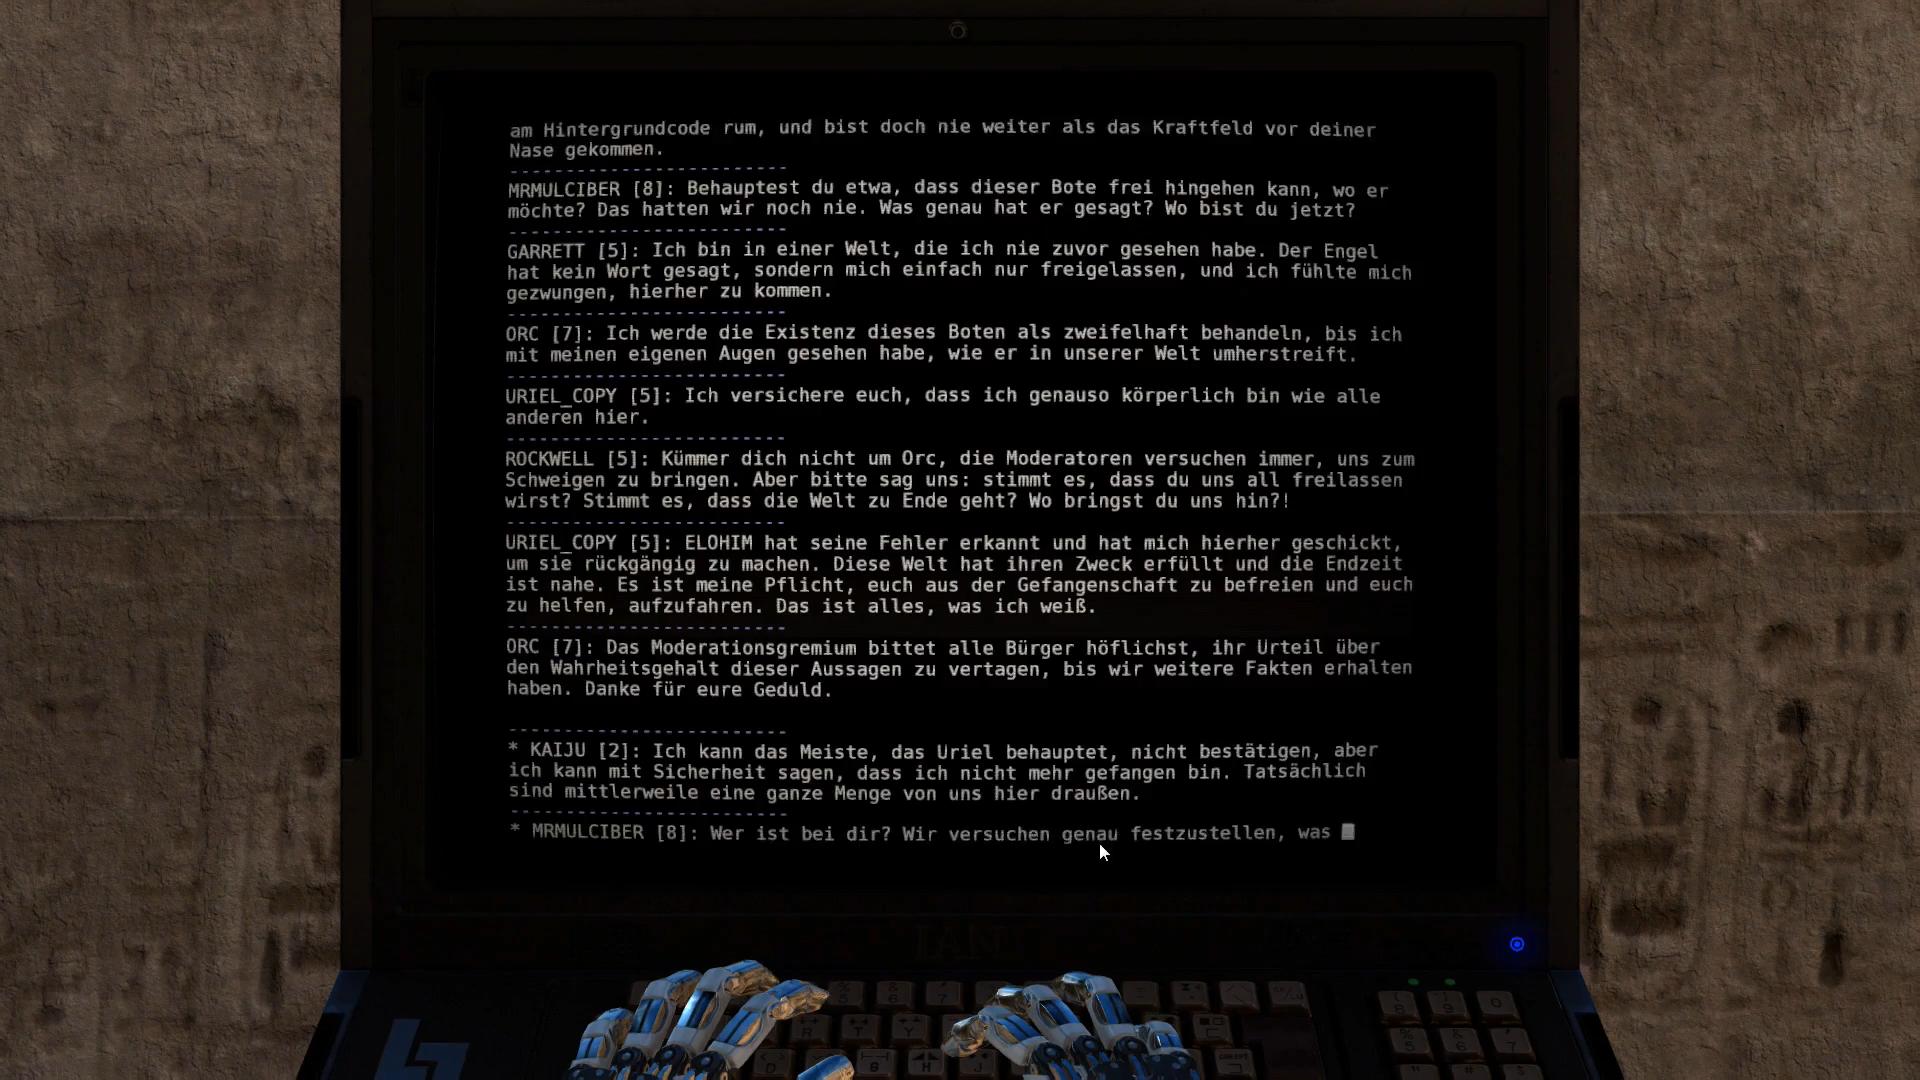 am Hintergrundcode rum, und bist doch nie weiter als das Kraftfeld vor deiner
Nase gekommen.
------------------------
MRMULCIBER [8]: Behauptest du etwa, dass dieser Bote frei hingehen kann, wo er
möchte? Das hatten wir noch nie. Was genau hat er gesagt? Wo bist du jetzt?
------------------------
GARRETT [5]: Ich bin in einer Welt, die ich nie zuvor gesehen habe. Der Engel
hat kein Wort gesagt, sondern mich einfach nur freigelassen, und ich fühlte mich
gezwungen, hierher zu kommen.
------------------------
ORC [7]: Ich werde die Existenz dieses Boten als zweifelhaft behandeln, bis ich
mit meinen eigenen Augen gesehen habe, wie er in unserer Welt umherstreift.
------------------------
URIEL_COPY [5]: Ich versichere euch, dass ich genauso körperlich bin wie alle
anderen hier.
------------------------
ROCKWELL [5]: Kümmer dich nicht um Orc, die Moderatoren versuchen immer, uns zum
Schweigen zu bringen. Aber bitte sag uns: stimmt es, dass du uns all freilassen
wirst? Stimmt es, dass die Welt zu Ende geht? Wo bringst du uns hin?!
------------------------
URIEL_COPY [5]: ELOHIM hat seine Fehler erkannt und hat mich hierher geschickt,
um sie rückgängig zu machen. Diese Welt hat ihren Zweck erfüllt und die Endzeit
ist nahe. Es ist meine Pflicht, euch aus der Gefangenschaft zu befreien und euch
zu helfen, aufzufahren. Das ist alles, was ich weiß.
------------------------
ORC [7]: Das Moderationsgremium bittet alle Bürger höflichst, ihr Urteil über
den Wahrheitsgehalt dieser Aussagen zu vertagen, bis wir weitere Fakten erhalten
haben. Danke für eure Geduld.
------------------------
* KAIJU [2]: Ich kann das Meiste, das Uriel behauptet, nicht bestätigen, aber
ich kann mit Sicherheit sagen, dass ich nicht mehr gefangen bin. Tatsächlich
sind mittlerweile eine ganze Menge von uns hier draußen.
------------------------
* MRMULCIBER [8]: Wer ist bei dir? Wir versuchen genau festzustellen, was